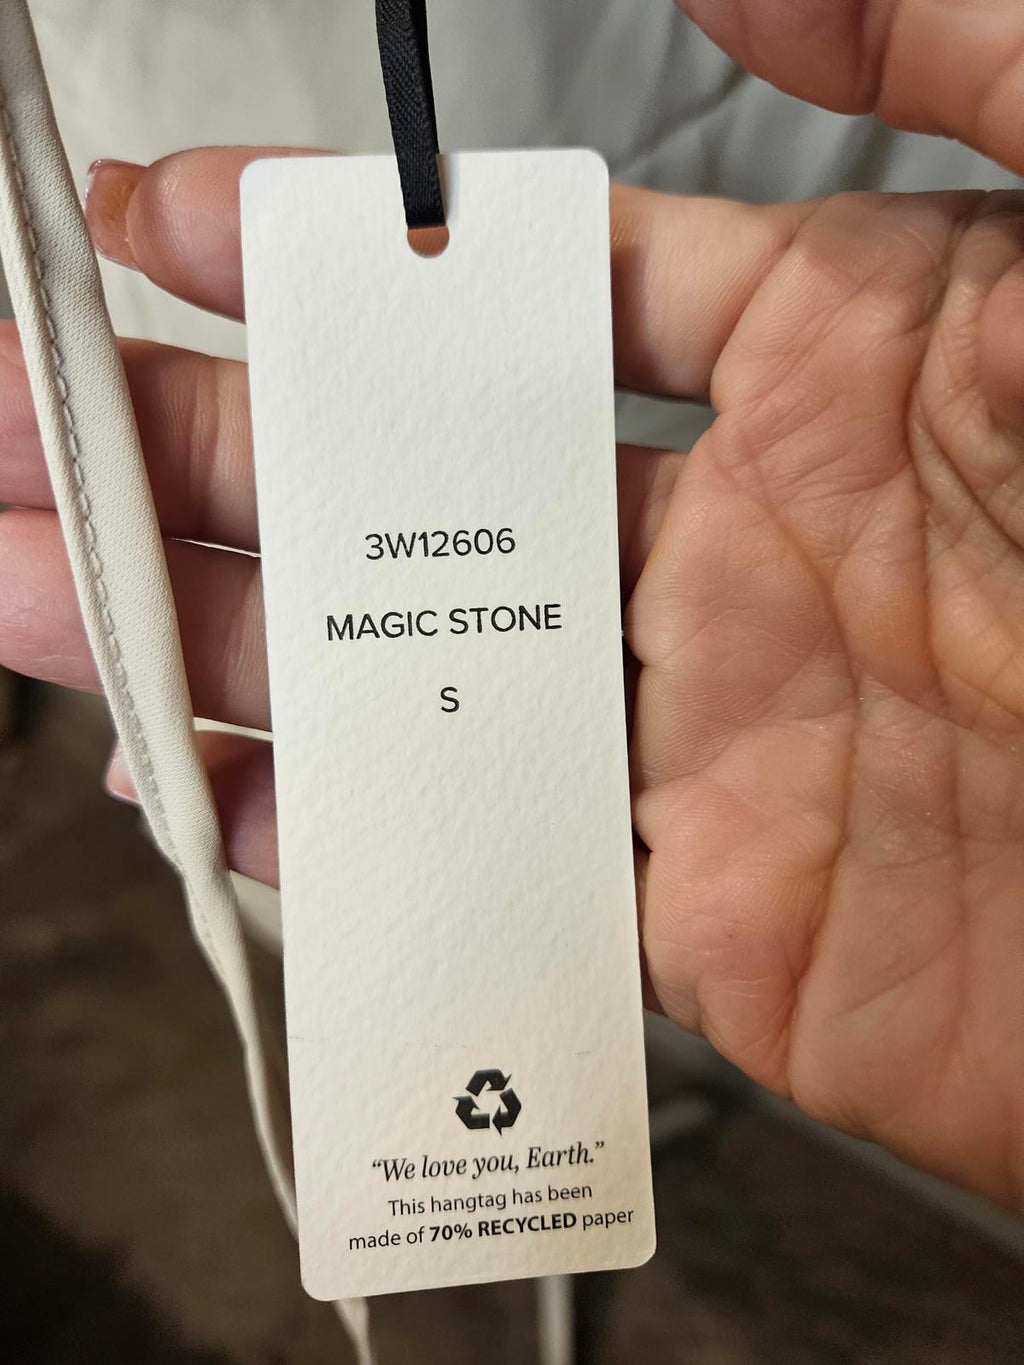 3W12606
MAGIC STONE
S
“We love you, Earth.”
This hangtag has been
made of 70% RECYCLED paper